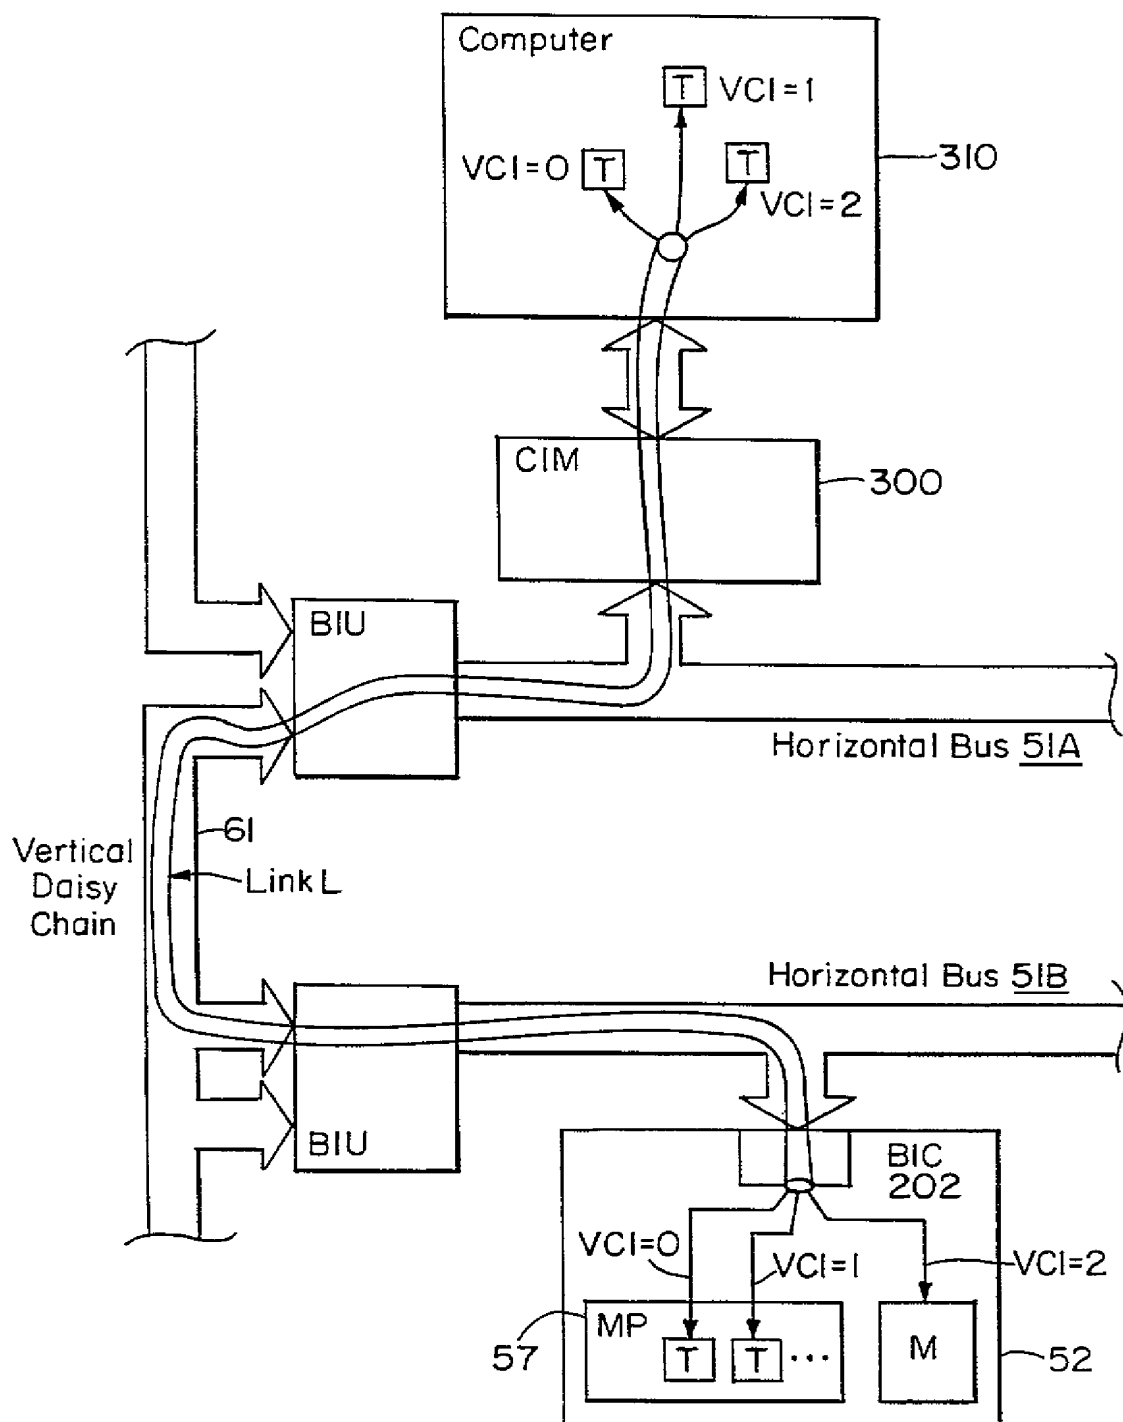 Computer
T VCI=1
VCI=0 T
T
VCI=2
310
CIM
300
BIU
Horizontal Bus 51A
61
Vertical
Daisy
Chain
Link L
Horizontal Bus 51B
BIU
BIC
202
VCI=0
VCI=1
VCI=2
MP
T T ...
M
57
52